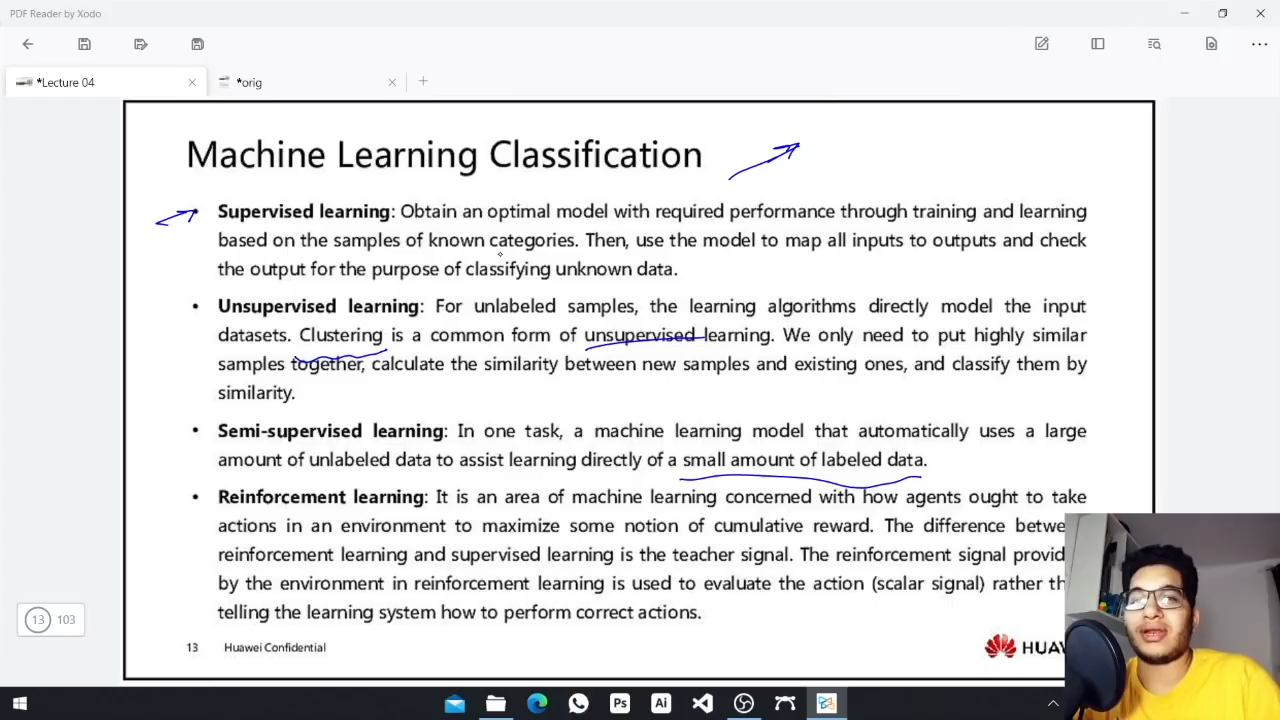 PDF Reader by Xodo
*Lecture 04
*orig
Machine Learning Classification
• Supervised learning: Obtain an optimal model with required performance through training and learning
based on the samples of known categories. Then, use the model to map all inputs to outputs and check
the output for the purpose of classifying unknown data.
• Unsupervised learning: For unlabeled samples, the learning algorithms directly model the input
datasets. Clustering is a common form of unsupervised learning. We only need to put highly similar
samples together, calculate the similarity between new samples and existing ones, and classify them by
similarity.
• Semi-supervised learning: In one task, a machine learning model that automatically uses a large
amount of unlabeled data to assist learning directly of a small amount of labeled data.
• Reinforcement learning: It is an area of machine learning concerned with how agents ought to take
actions in an environment to maximize some notion of cumulative reward. The difference betwe
reinforcement learning and supervised learning is the teacher signal. The reinforcement signal provid
by the environment in reinforcement learning is used to evaluate the action (scalar signal) rather th
telling the learning system how to perform correct actions.
13 103
13 Huawei Confidential
HUAW
Ps Ai